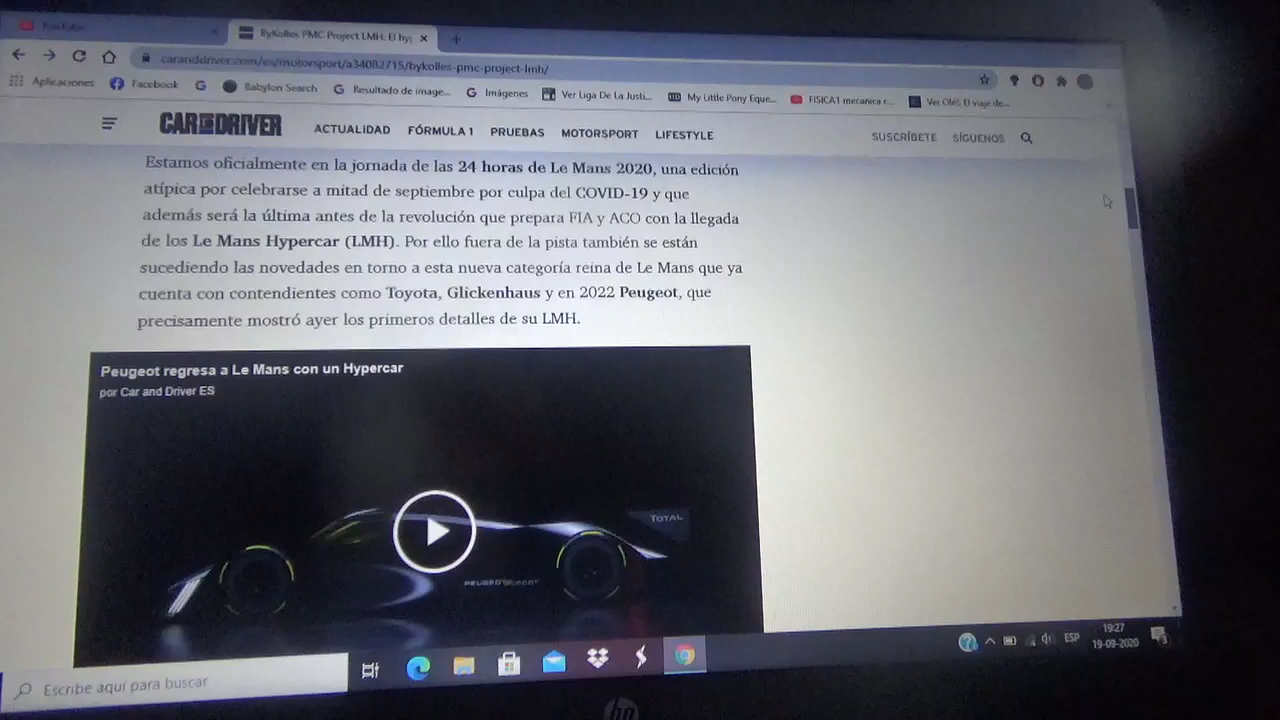 YouTube
ByKolles PMC Project LMH: El hyp
caranddriver.com/es/motorsport/a34082715/bykolles-pmc-project-lmh/
Aplicaciones Facebook Babylon Search Resultado de image... Imágenes Ver Liga De La Justi... My Little Pony Eque... FISICA1 mecanica c... Ver Olé!: El viaje de...
CAR AND DRIVER ACTUALIDAD FÓRMULA 1 PRUEBAS MOTORSPORT LIFESTYLE SUSCRÍBETE SÍGUENOS
Estamos oficialmente en la jornada de las 24 horas de Le Mans 2020, una edición
atípica por celebrarse a mitad de septiembre por culpa del COVID-19 y que
además será la última antes de la revolución que prepara FIA y ACO con la llegada
de los Le Mans Hypercar (LMH). Por ello fuera de la pista también se están
sucediendo las novedades en torno a esta nueva categoría reina de Le Mans que ya
cuenta con contendientes como Toyota, Glickenhaus y en 2022 Peugeot, que
precisamente mostró ayer los primeros detalles de su LMH.
Peugeot regresa a Le Mans con un Hypercar
por Car and Driver ES
TOTAL
PEUGEOT SPORT
Escribe aquí para buscar
ESP
19:27
19-09-2020
3
hp